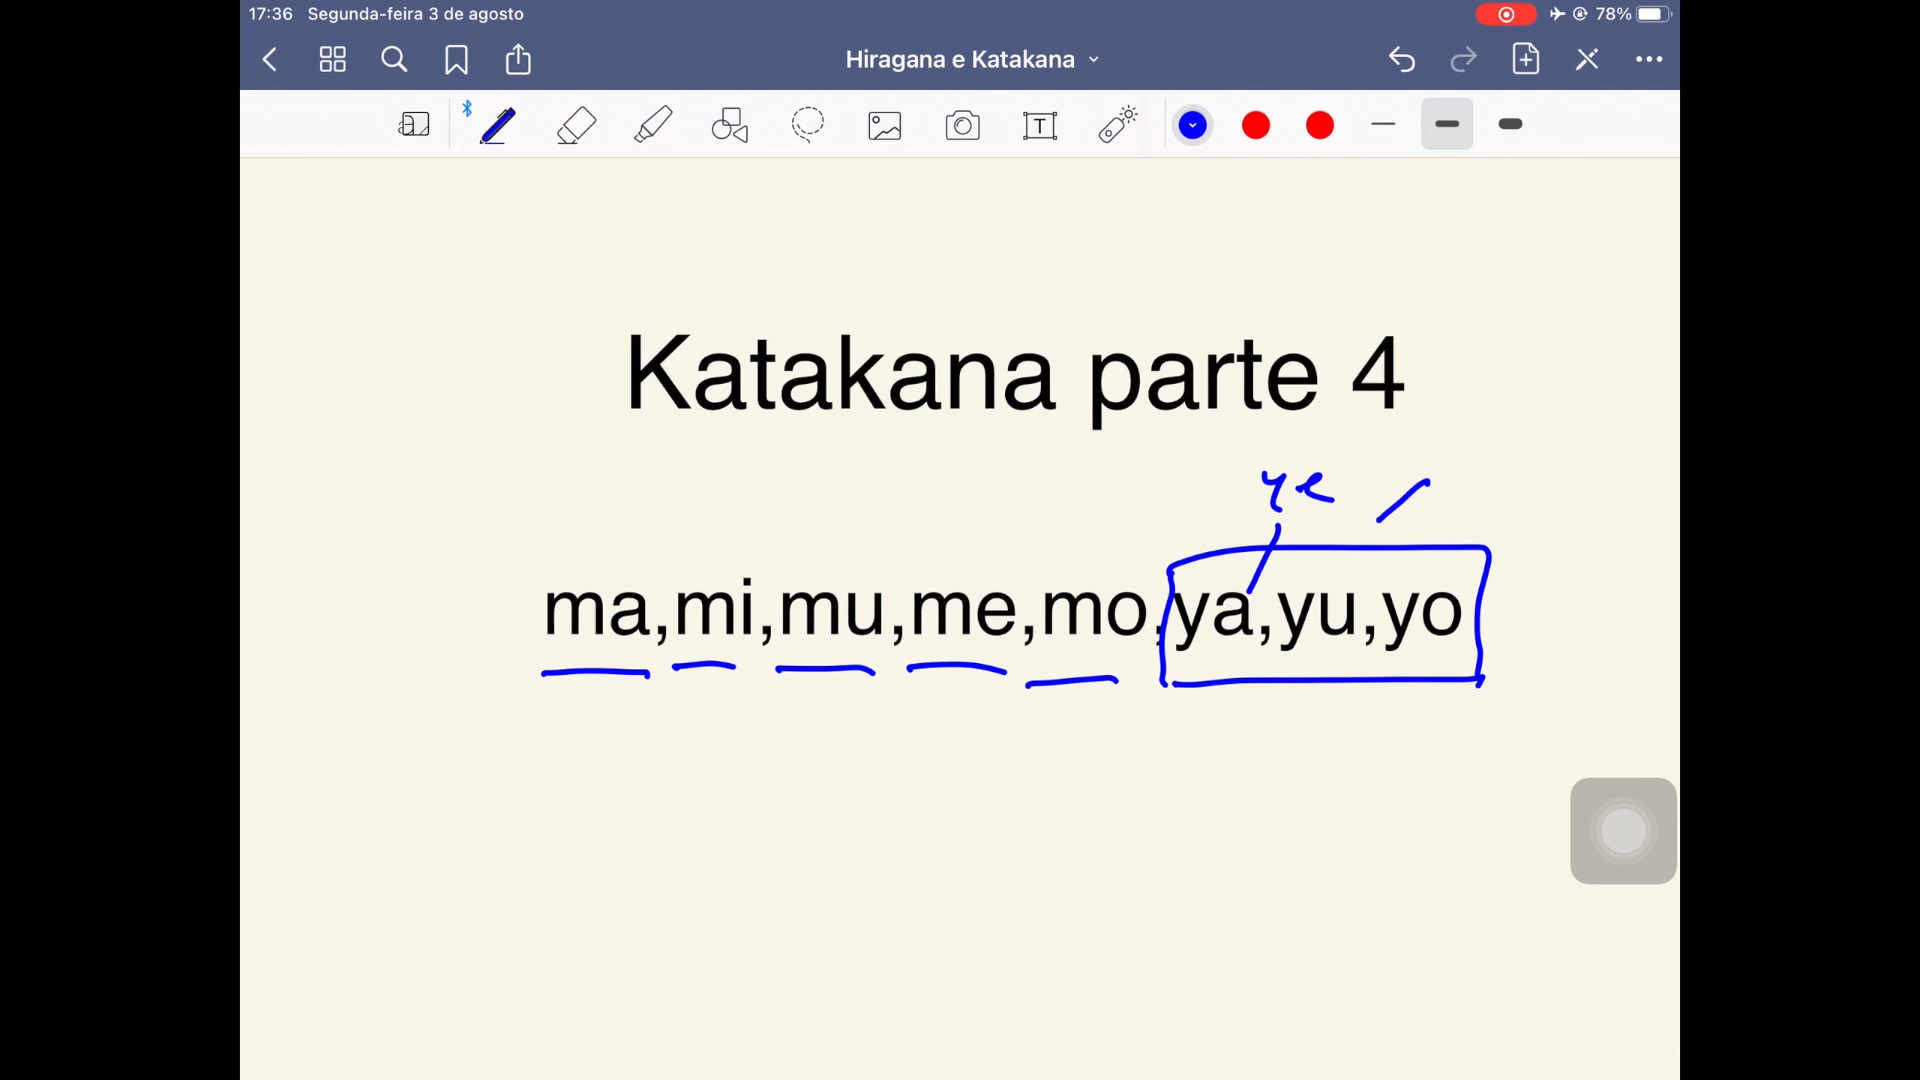 17:36 Segunda-feira 3 de agosto 78%
Hiragana e Katakana
T
Katakana parte 4
ye
ma,mi,mu,me,mo,ya,yu,yo